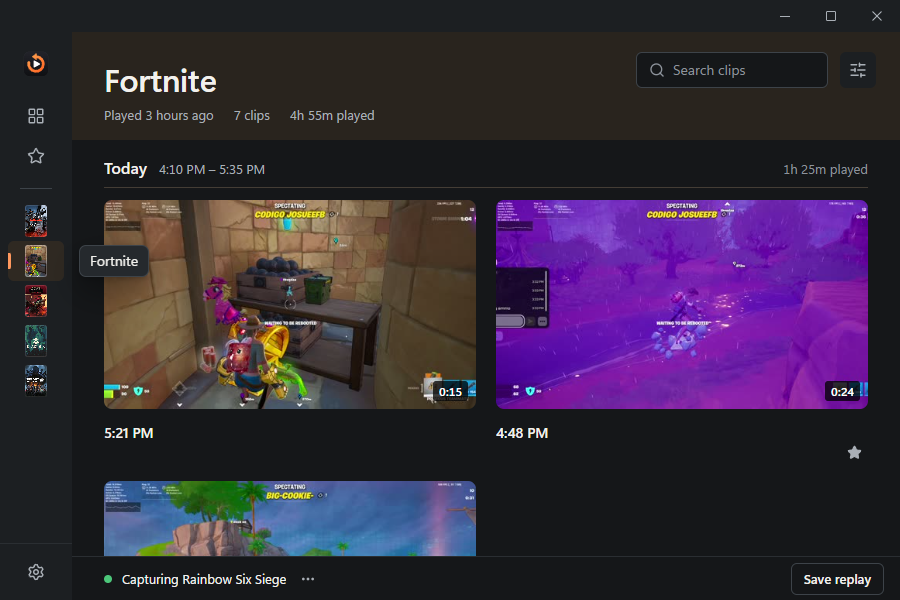 Fortnite
Search clips
Played 3 hours ago 7 clips 4h 55m played
Today 4:10 PM – 5:35 PM 1h 25m played
SPECTATING
CODIGO JOSUEEFB
1:04
WAITING TO BE REBOOTED
0:15
SPECTATING
CODIGO JOSUEEFB
WAITING TO BE REBOOTED
0:24
Fortnite
5:21 PM
4:48 PM
SPECTATING
BIG-COOKIE-
Capturing Rainbow Six Siege
Save replay